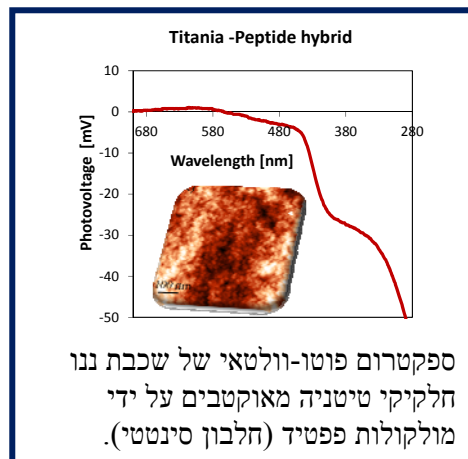 Titania -Peptide hybrid
10
0
-10
-20
-30
-40
-50
680 580 480 380 280
Photovoltage [mV]
Wavelength [nm]
100 nm
ספקטרום פוטו-וולטאי של שכבת ננו
חלקיקי טיטניה מאוקטבים על ידי
מולקולות פפטיד (חלבון סינטטי).